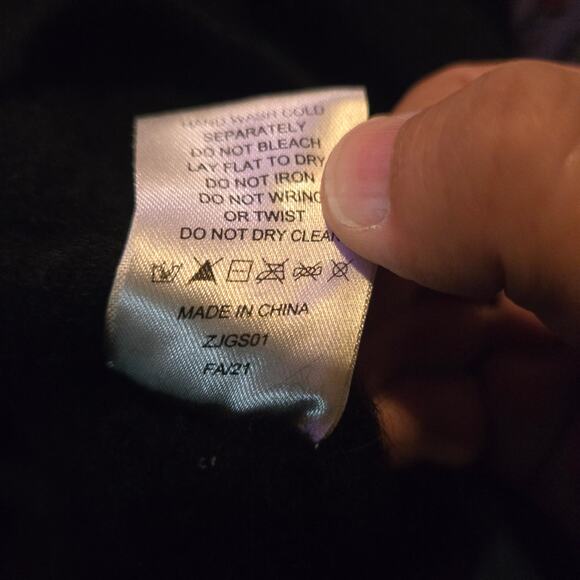 HAND WASH COLD
SEPARATELY
DO NOT BLEACH
LAY FLAT TO DRY
DO NOT IRON
DO NOT WRING
OR TWIST
DO NOT DRY CLEAN
MADE IN CHINA
ZJGS01
FA/21